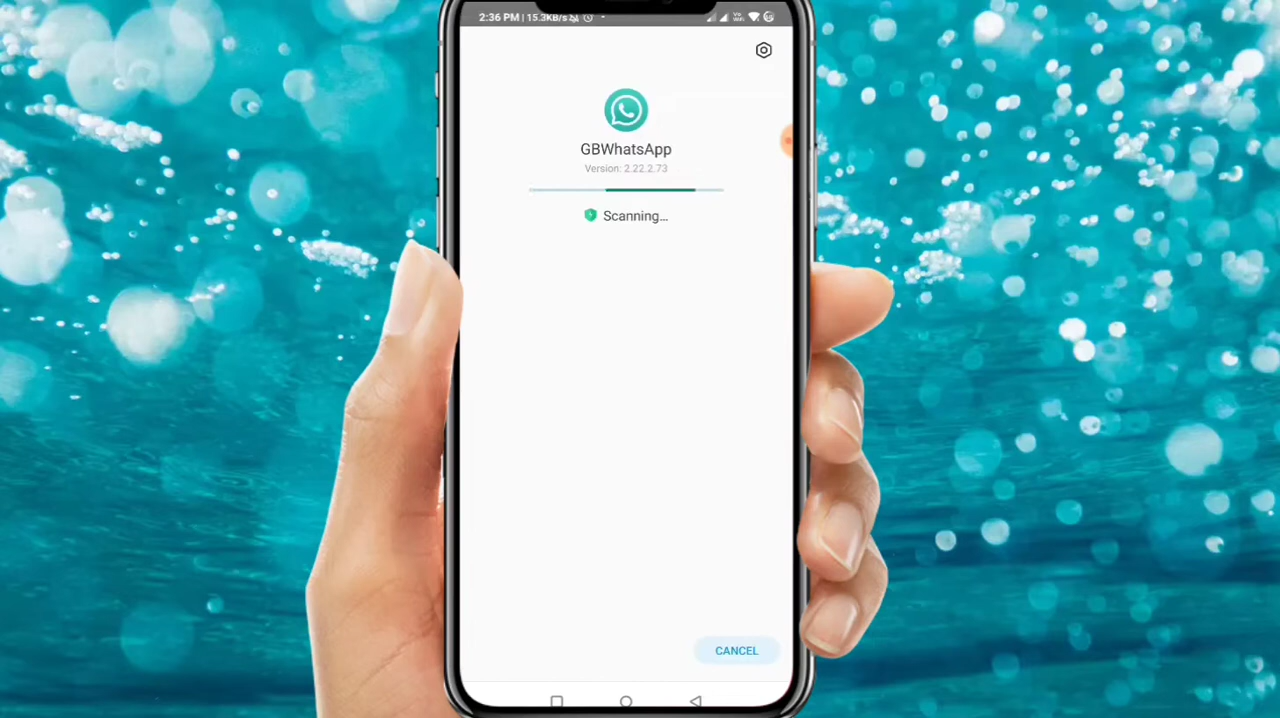 2:36 PM | 15.3KB/s
GBWhatsApp
Version: 2.22.2.73
Scanning...
CANCEL